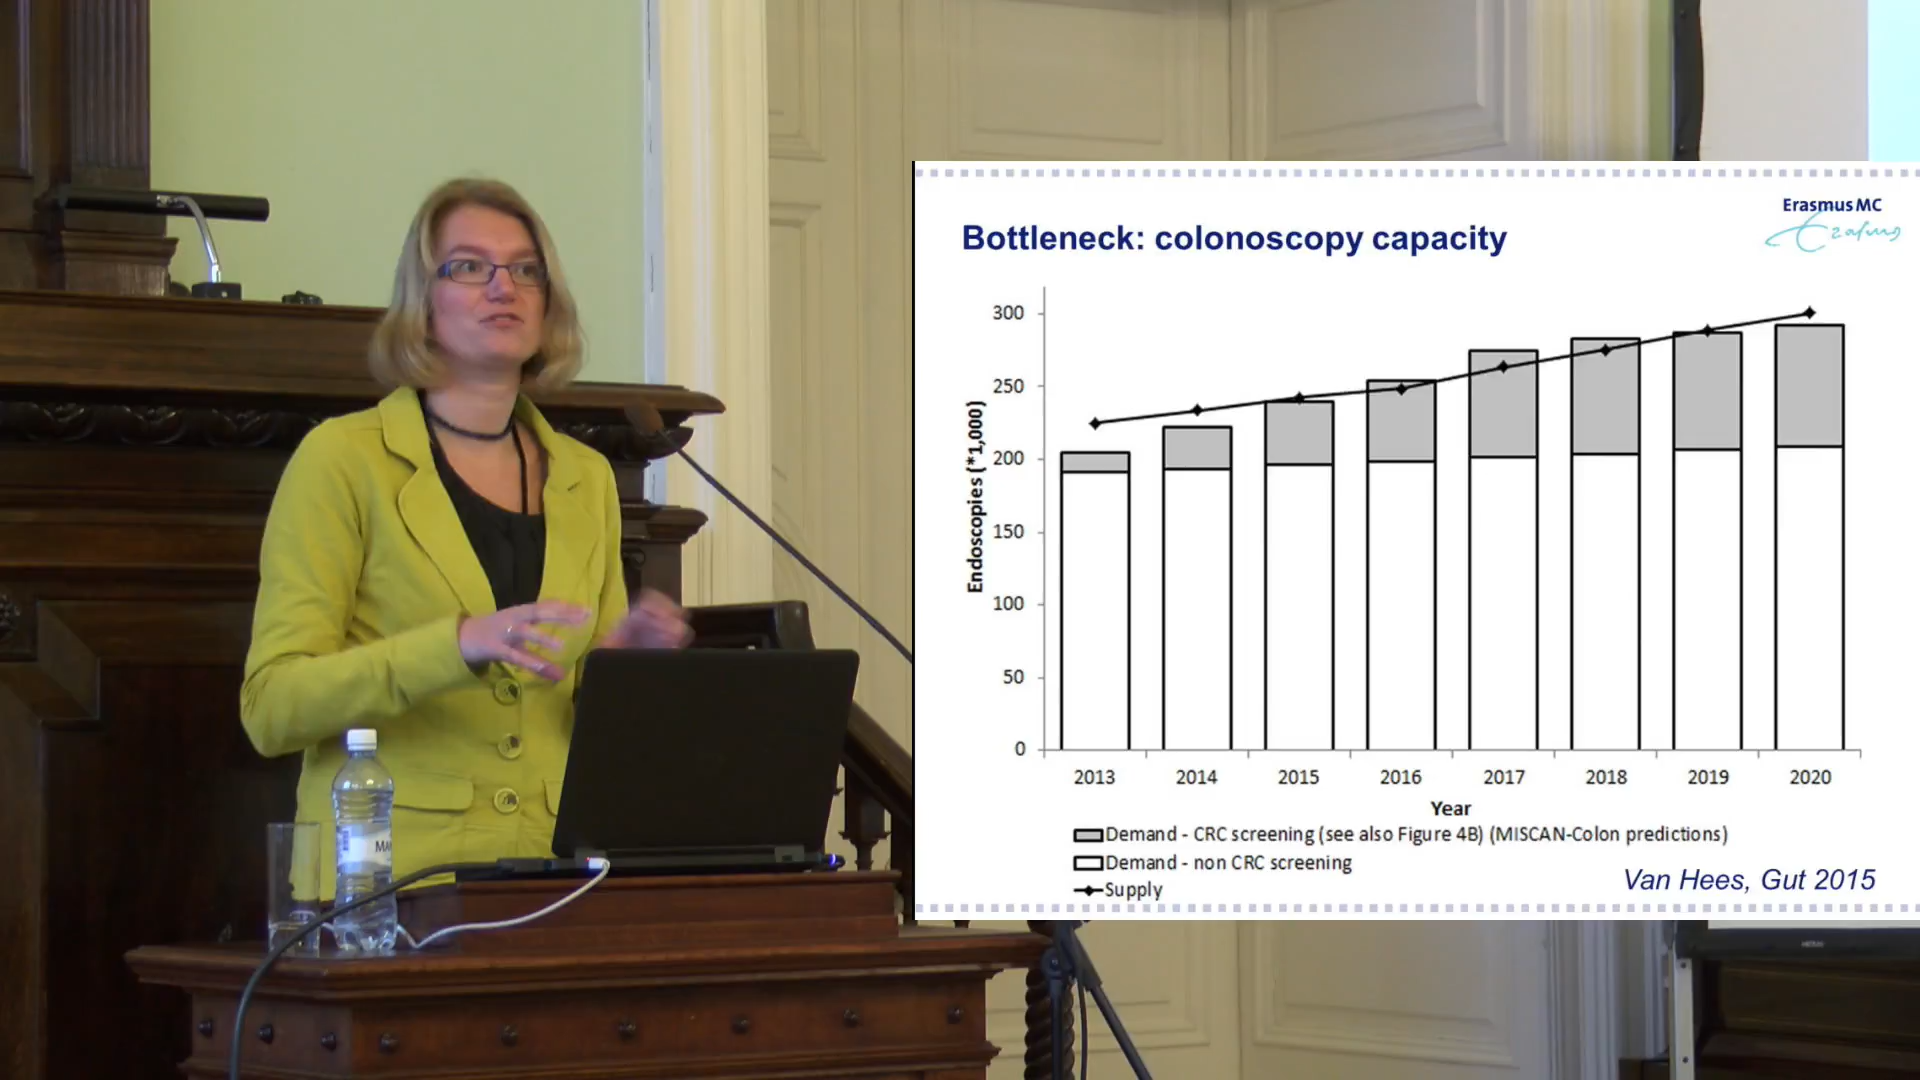 Erasmus MC
Erasmus
Bottleneck: colonoscopy capacity
Endoscopies (*1,000)
300
250
200
150
100
50
0
2013 2014 2015 2016 2017 2018 2019 2020
Year
Demand - CRC screening (see also Figure 4B) (MISCAN-Colon predictions)
Demand - non CRC screening
Supply
Van Hees, Gut 2015